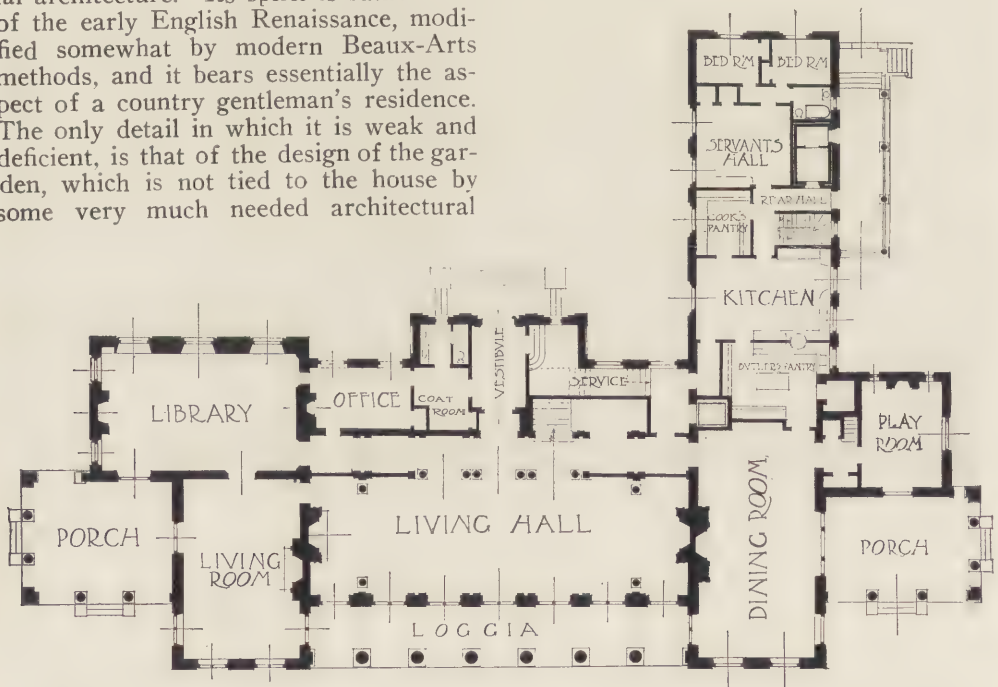 of the early English Renaissance, modi-
fied somewhat by modern Beaux-Arts
methods, and it bears essentially the as-
pect of a country gentleman's residence.
The only detail in which it is weak and
deficient, is that of the design of the gar-
den, which is not tied to the house by
some very much needed architectural
BED R'M
BED R'M
SERVANTS
HALL
REAR HALL
COOK'S
PANTRY
KITCHEN
BUTLER'S PANTRY
VESTIBULE
SERVICE
LIBRARY
OFFICE
COAT
ROOM
PLAY
ROOM
PORCH
LIVING
ROOM
LIVING HALL
DINING ROOM,
PORCH
LOGGIA